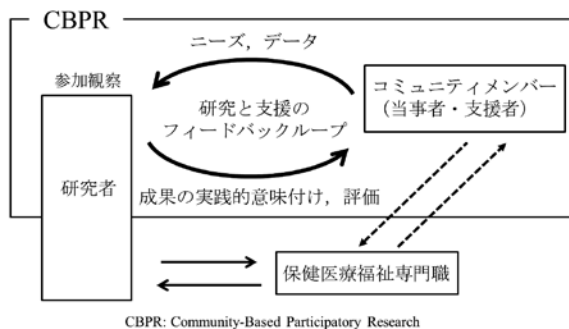 CBPR
ニーズ，データ
参加観察
コミュニティメンバー
（当事者・支援者）
研究と支援の
フィードバックループ
研究者
成果の実践的意味付け，評価
保健医療福祉専門職
CBPR: Community-Based Participatory Research